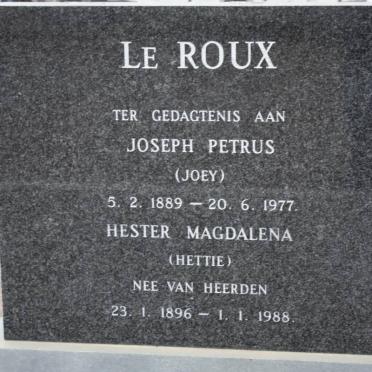 Le ROUX
TER GEDAGTENIS AAN
JOSEPH PETRUS
(JOEY)
5. 2. 1889 — 20. 6. 1977.
HESTER MAGDALENA
(HETTIE)
NEE VAN HEERDEN
23. 1. 1896 — 1. 1. 1988.